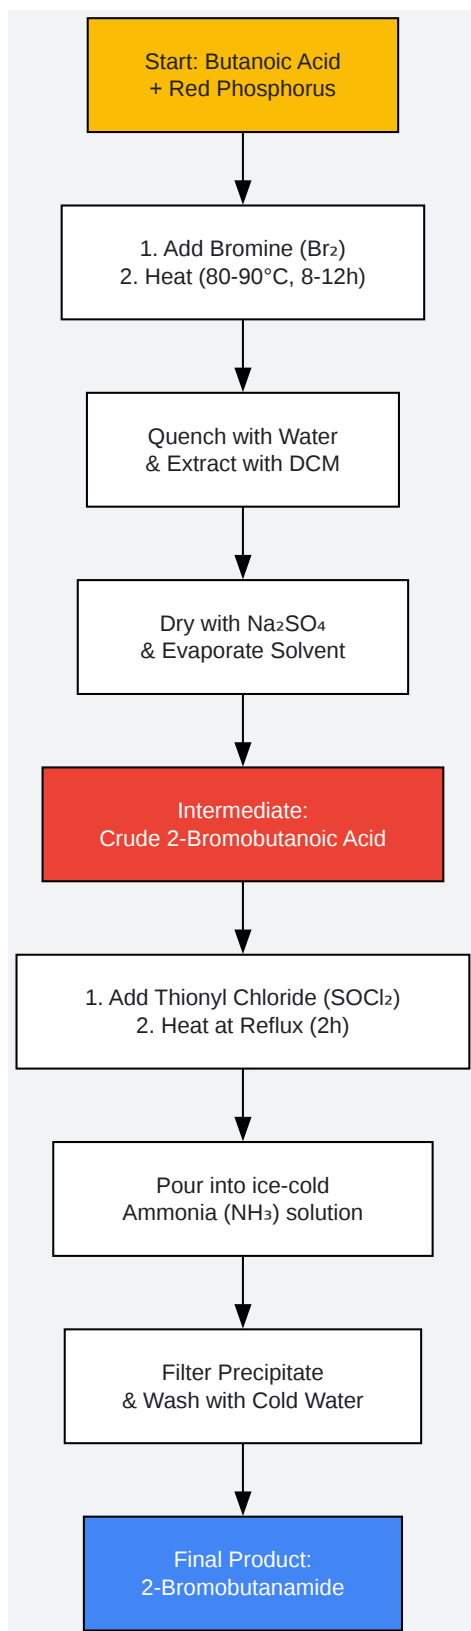 Start: Butanoic Acid
+ Red Phosphorus
1. Add Bromine (Br₂)
2. Heat (80-90°C, 8-12h)
Quench with Water
& Extract with DCM
Dry with Na₂SO₄
& Evaporate Solvent
Intermediate:
Crude 2-Bromobutanoic Acid
1. Add Thionyl Chloride (SOCl₂)
2. Heat at Reflux (2h)
Pour into ice-cold
Ammonia (NH₃) solution
Filter Precipitate
& Wash with Cold Water
Final Product:
2-Bromobutanamide